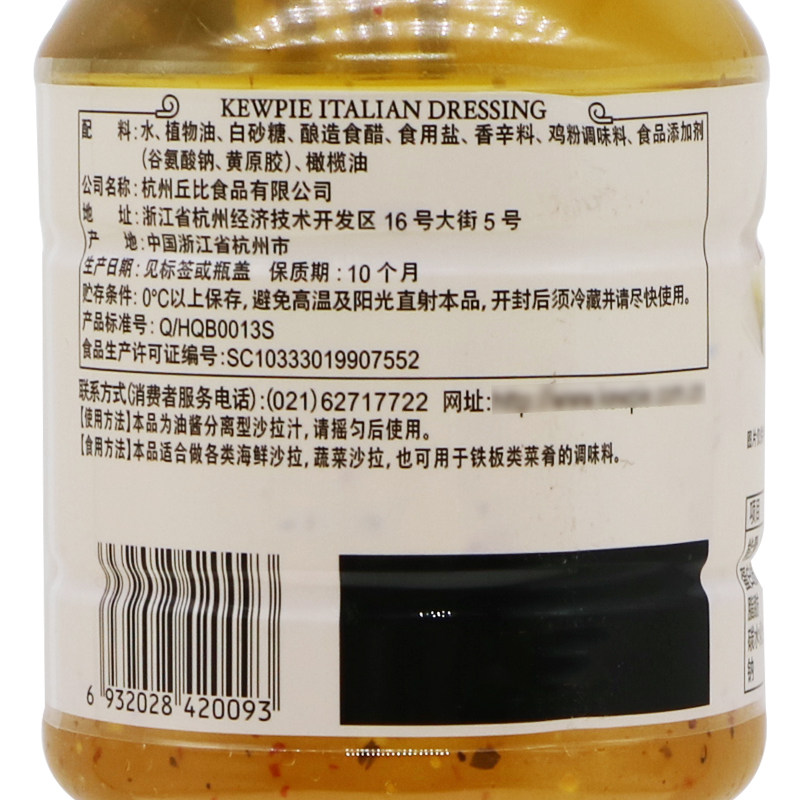 KEWPIE ITALIAN DRESSING
配 料:水、植物油、白砂糖、酿造食醋、食用盐、香辛料、鸡粉调味料、食品添加剂
(谷氨酸钠、黄原胶)、橄榄油
公司名称:杭州丘比食品有限公司
地 址:浙江省杭州经济技术开发区 16 号大街 5 号
产 地:中国浙江省杭州市
生产日期:见标签或瓶盖 保质期:10 个月
贮存条件:0℃以上保存,避免高温及阳光直射本品,开封后须冷藏并请尽快使用。
产品标准号:Q/HQB0013S
食品生产许可证编号:SC10333019907552
联系方式(消费者服务电话):(021)62717722 网址:
【使用方法】本品为油酱分离型沙拉汁,请摇匀后使用。
【食用方法】本品适合做各类海鲜沙拉,蔬菜沙拉,也可用于铁板类菜肴的调味料。
6 932028 420093
图片
项目
脂肪
碳水
钠